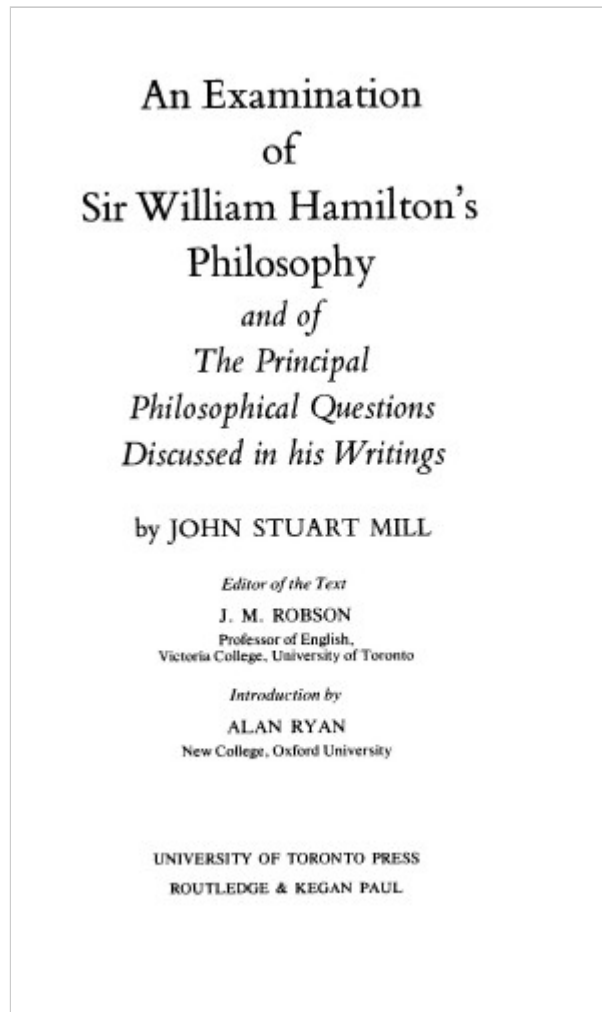 An Examination
of
Sir William Hamilton's
Philosophy
and of
The Principal
Philosophical Questions
Discussed in his Writings
by JOHN STUART MILL
Editor of the Text
J. M. ROBSON
Professor of English,
Victoria College, University of Toronto
Introduction by
ALAN RYAN
New College, Oxford University
UNIVERSITY OF TORONTO PRESS
ROUTLEDGE & KEGAN PAUL